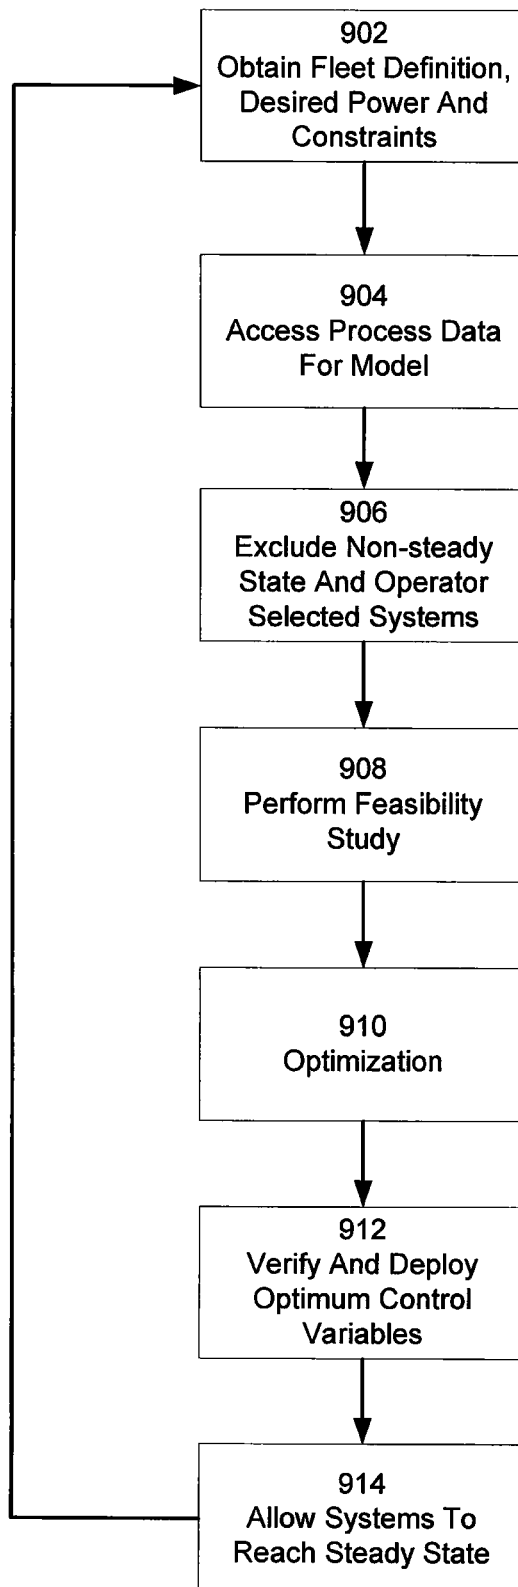 902
Obtain Fleet Definition,
Desired Power And
Constraints
904
Access Process Data
For Model
906
Exclude Non-steady
State And Operator
Selected Systems
908
Perform Feasibility
Study
910
Optimization
912
Verify And Deploy
Optimum Control
Variables
914
Allow Systems To
Reach Steady State